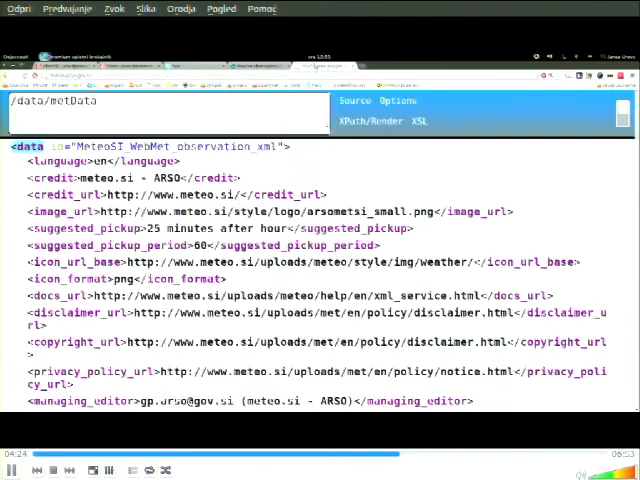 Odpri Predvajanje Zvok Slika Orodja Pogled Pomoč
/data/metData
Source Options
XPath/Render XSL
<data id="MeteoSI_WebMet_observation_xml">
<language>en</language>
<credit>meteo.si - ARSO</credit>
<credit_url>http://www.meteo.si/</credit_url>
<image_url>http://www.meteo.si/style/logo/arsometsi_small.png</image_url>
<suggested_pickup>25 minutes after hour</suggested_pickup>
<suggested_pickup_period>60</suggested_pickup_period>
<icon_url_base>http://www.meteo.si/uploads/meteo/style/img/weather/</icon_url_base>
<icon_format>png</icon_format>
<docs_url>http://www.meteo.si/uploads/meteo/help/en/xml_service.html</docs_url>
<disclaimer_url>http://www.meteo.si/uploads/met/en/policy/disclaimer.html</disclaimer_u
rl>
<copyright_url>http://www.meteo.si/uploads/met/en/policy/disclaimer.html</copyright_url
>
<privacy_policy_url>http://www.meteo.si/uploads/met/en/policy/notice.html</privacy_poli
cy_url>
<managing_editor>gp.arso@gov.si (meteo.si - ARSO)</managing_editor>
04:24 06:53